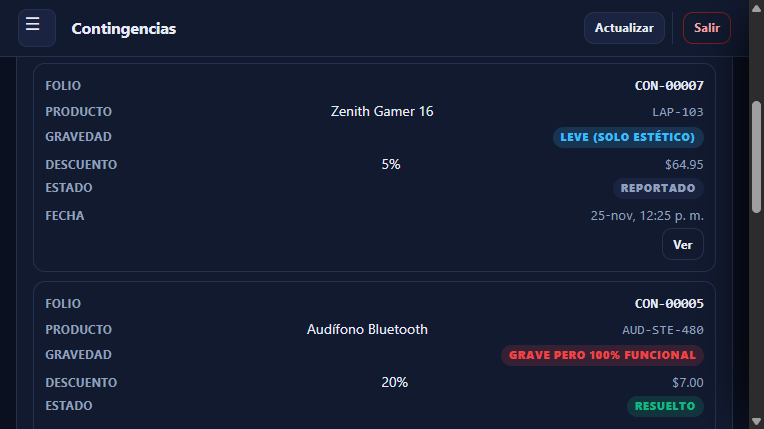 ☰ Contingencias Actualizar Salir
FOLIO CON-00007
PRODUCTO Zenith Gamer 16 LAP-103
GRAVEDAD LEVE (SOLO ESTÉTICO)
DESCUENTO 5% $64.95
ESTADO REPORTADO
FECHA 25-nov, 12:25 p. m.
Ver
FOLIO CON-00005
PRODUCTO Audífono Bluetooth AUD-STE-480
GRAVEDAD GRAVE PERO 100% FUNCIONAL
DESCUENTO 20% $7.00
ESTADO RESUELTO